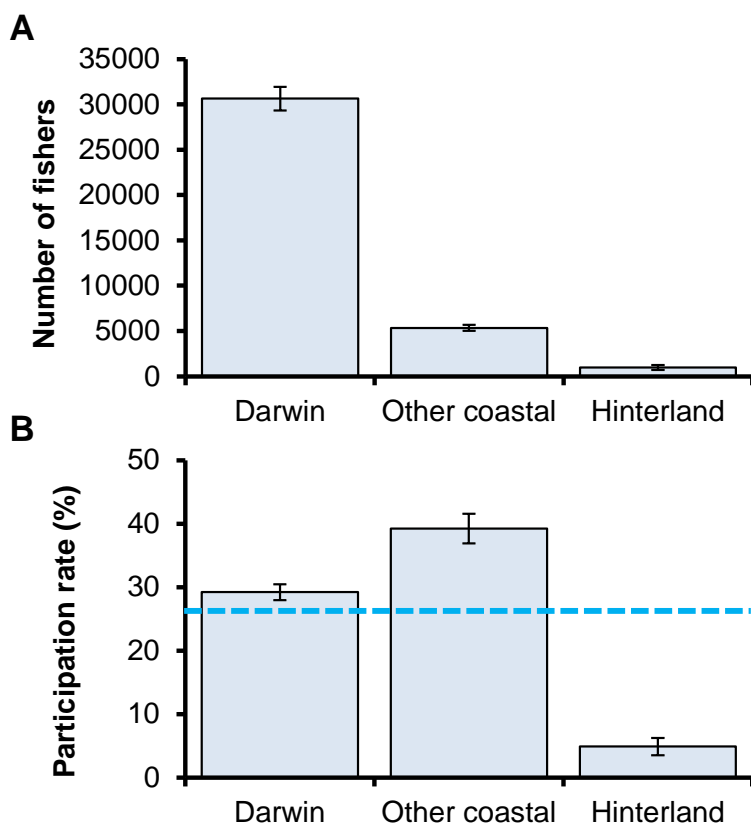 A
Number of fishers
35000
30000
25000
20000
15000
10000
5000
0
Darwin Other coastal Hinterland
B
Participation rate (%)
50
40
30
20
10
0
Darwin Other coastal Hinterland